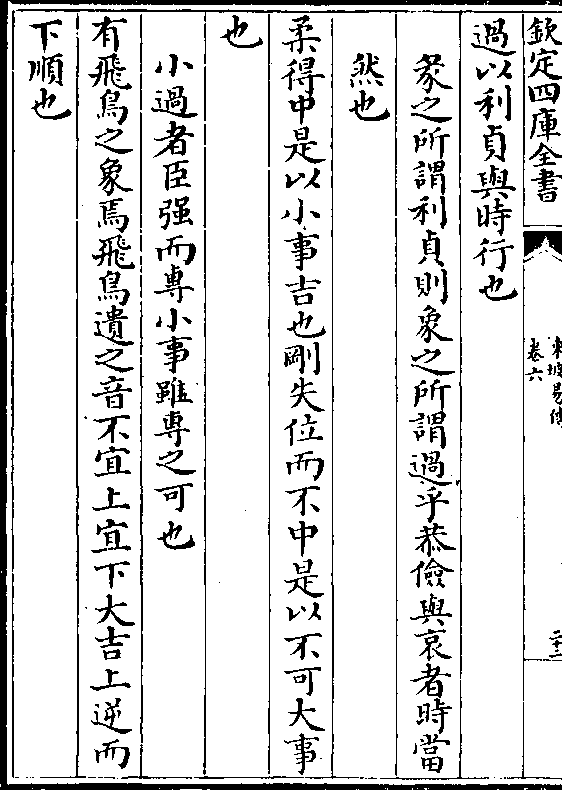 欽定四庫全書
東坡易傳
卷六
二十二
過以利貞與時行也
彖之所謂利貞則象之所謂過乎恭儉與哀者時當
然也
柔得中是以小事吉也剛失位而不中是以不可大事
也
小過者臣强而專小事雖專之可也
有飛鳥之象焉飛鳥遺之音不宜上宜下大吉上逆而
下順也